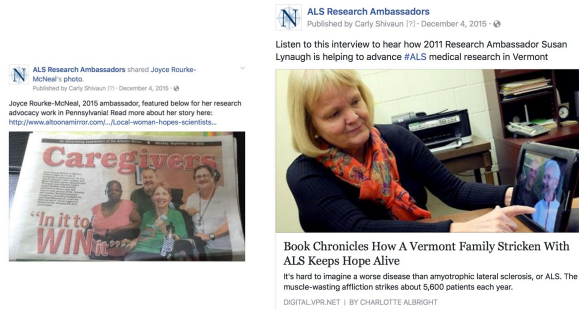 ALS Research Ambassadors shared Joyce Rourke-
McNeal's photo.
Published by Carly Shivaun [?] · December 4, 2015 ·
Joyce Rourke-McNeal, 2015 ambassador, featured below for her research
advocacy work in Pennsylvania! Read more about her story here:
http://www.altoonamirror.com/.../Local-woman-hopes-scientists...
Caregivers
"In it to
WIN it"
ALS Research Ambassadors
Published by Carly Shivaun [?] · December 4, 2015 ·
Listen to this interview to hear how 2011 Research Ambassador Susan
Lynaugh is helping to advance #ALS medical research in Vermont
Book Chronicles How A Vermont Family Stricken With
ALS Keeps Hope Alive
It's hard to imagine a worse disease than amyotrophic lateral sclerosis, or ALS. The
muscle-wasting affliction strikes about 5,600 patients each year.
DIGITAL.VPR.NET | BY CHARLOTTE ALBRIGHT